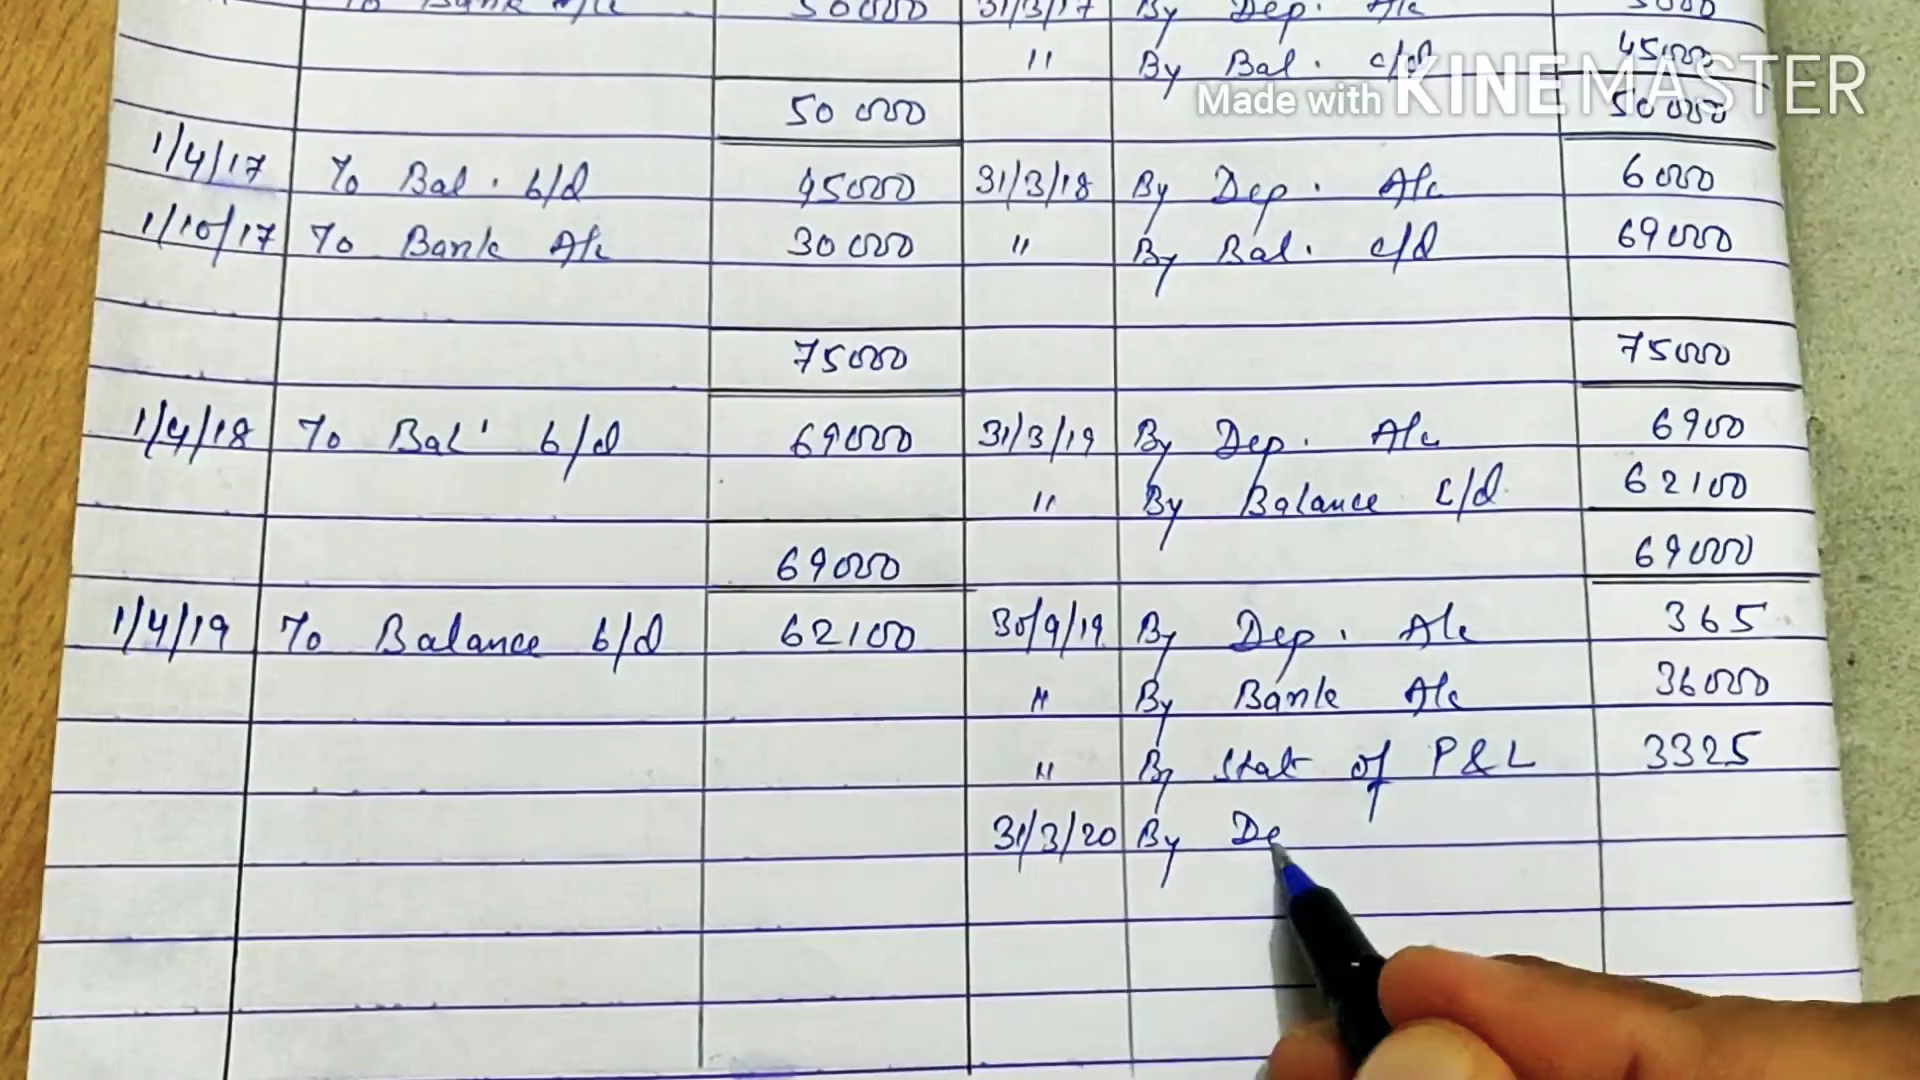 To Bank A/c 50000 31/3/17 By Dep. A/c 5000
" By Bal. c/d 45000
Made with KINEMASTER
50000 50000
1/4/17 To Bal. b/d 45000 31/3/18 By Dep. A/c 6000
1/10/17 To Bank A/c 30000 " By Bal. c/d 69000
75000 75000
1/4/18 To Bal' b/d 69000 31/3/19 By Dep. A/c 6900
" By Balance c/d 62100
69000 69000
1/4/19 To Balance b/d 62100 30/9/19 By Dep. A/c 365
" By Bank A/c 36000
" By Stat of P&L 3325
31/3/20 By De